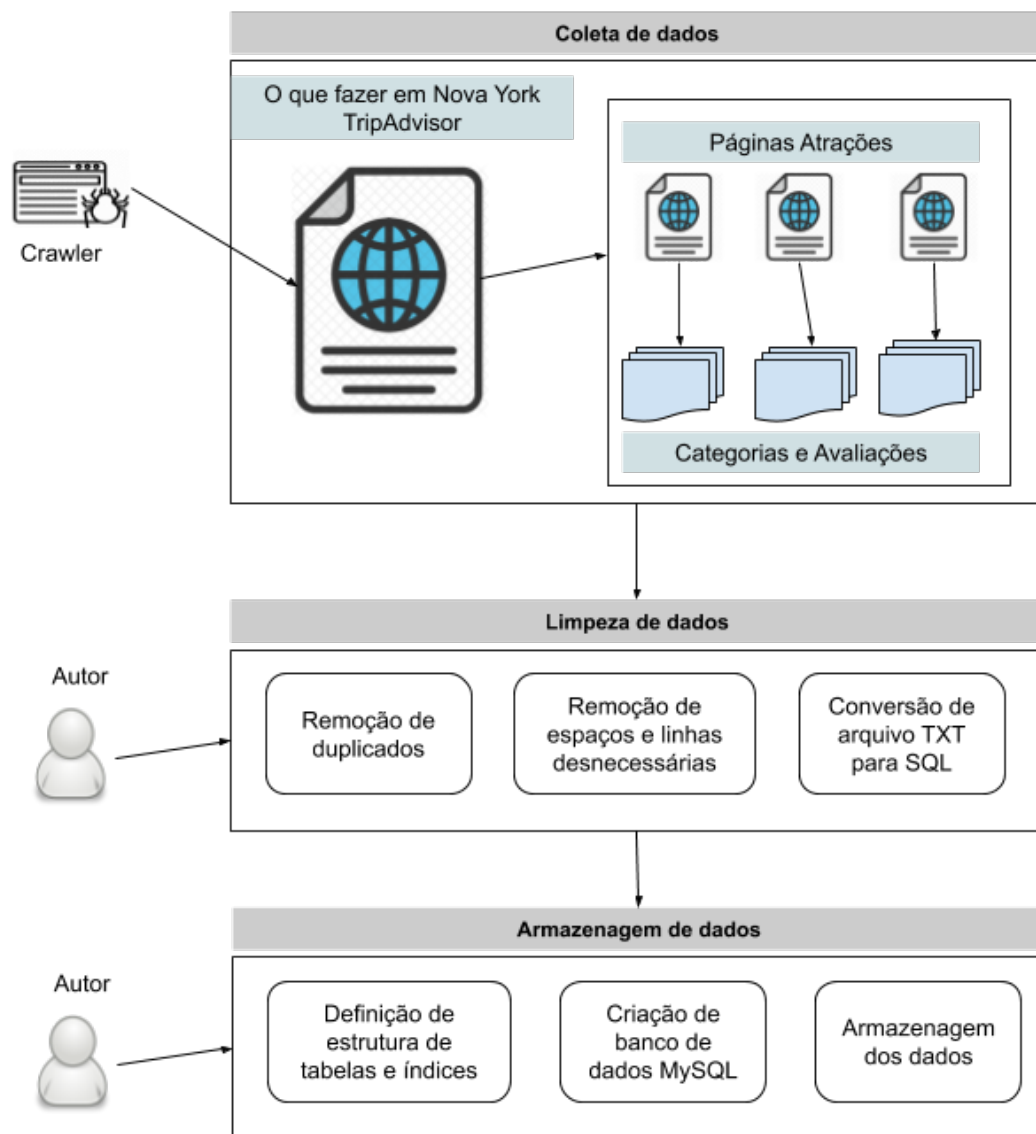 Coleta de dados
O que fazer em Nova York
TripAdvisor
Páginas Atrações
Crawler
Categorias e Avaliações
Limpeza de dados
Autor
Remoção de
duplicados
Remoção de
espaços e linhas
desnecessárias
Conversão de
arquivo TXT
para SQL
Armazenagem de dados
Autor
Definição de
estrutura de
tabelas e índices
Criação de
banco de
dados MySQL
Armazenagem
dos dados